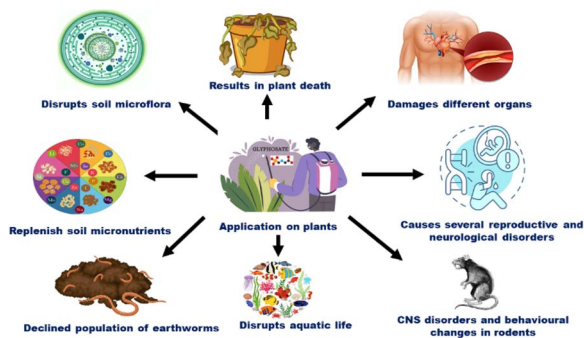 Results in plant death
Disrupts soil microflora
Damages different organs
GLYPHOSATE
Replenish soil micronutrients
Application on plants
Causes several reproductive and
neurological disorders
Declined population of earthworms
Disrupts aquatic life
CNS disorders and behavioural
changes in rodents